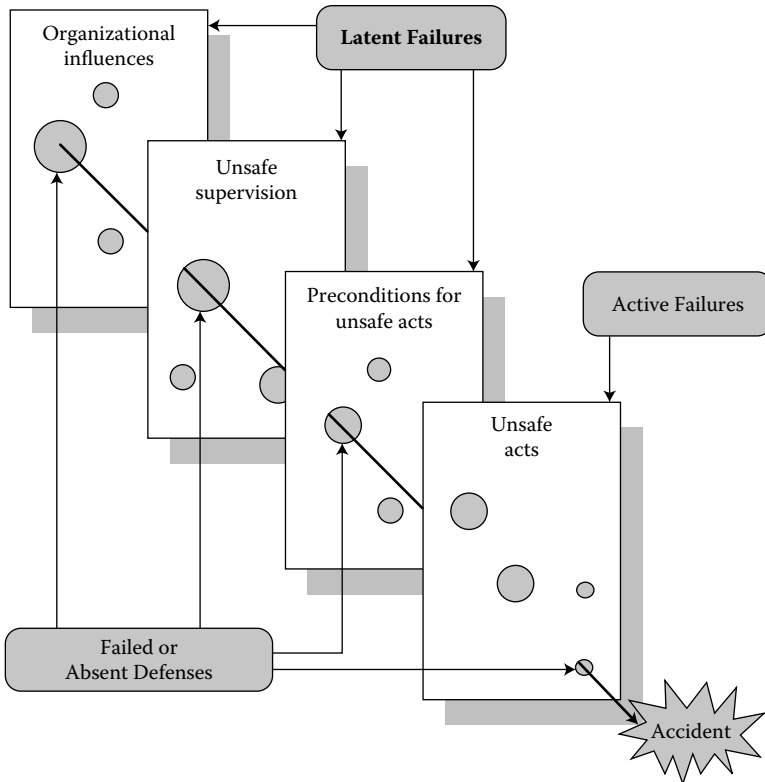 Organizational
influences
Latent Failures
Unsafe
supervision
Preconditions for
unsafe acts
Active Failures
Unsafe
acts
Failed or
Absent Defenses
Accident